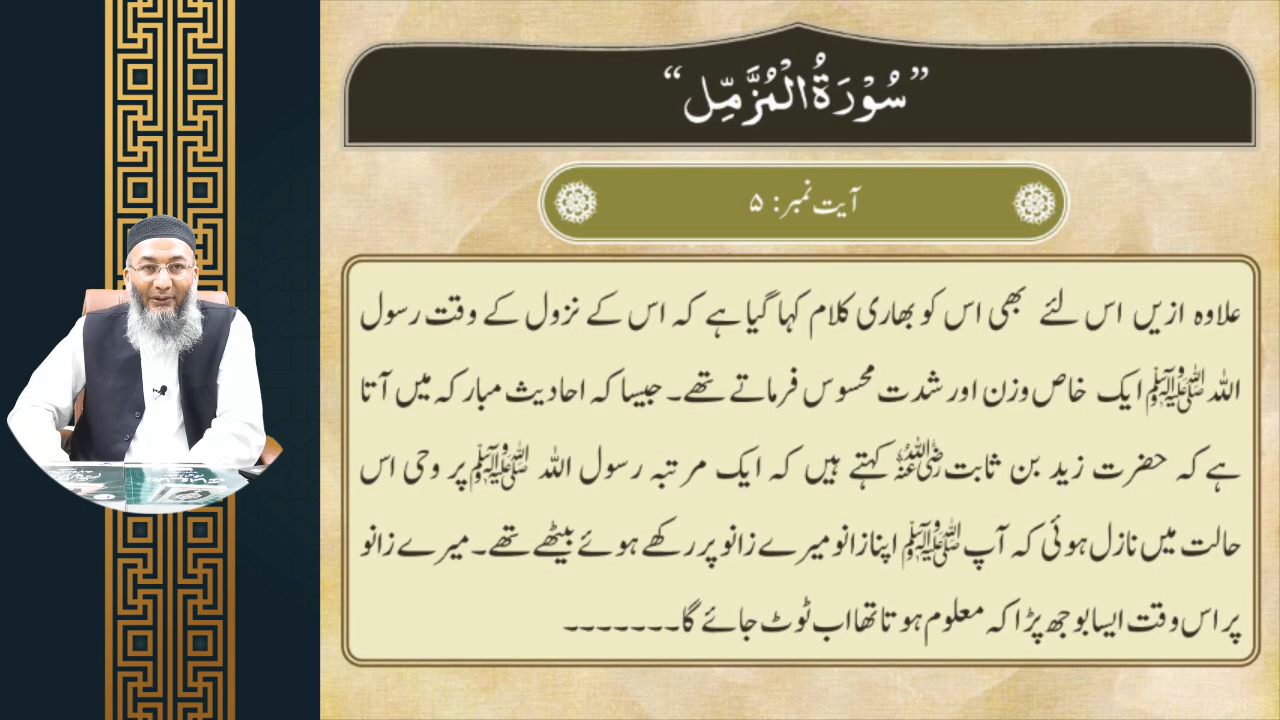 ”سُوْرَۃُ الْمُزَّمِّل“
آیت نمبر: ۵
علاوہ ازیں اس لئے بھی اس کو بھاری کلام کہا گیا ہے کہ اس کے نزول کے وقت رسول
اللہ ﷺ ایک خاص وزن اور شدت محسوس فرماتے تھے۔ جیسا کہ احادیث مبارکہ میں آتا
ہے کہ حضرت زید بن ثابت رضی اللہ عنہ کہتے ہیں کہ ایک مرتبہ رسول اللہ ﷺ پر وحی اس
حالت میں نازل ہوئی کہ آپ ﷺ اپنا زانو میرے زانو پر رکھے ہوئے بیٹھے تھے۔ میرے زانو
پر اس وقت ایسا بوجھ پڑا کہ معلوم ہوتا تھا اب ٹوٹ جائے گا۔۔۔۔۔۔۔